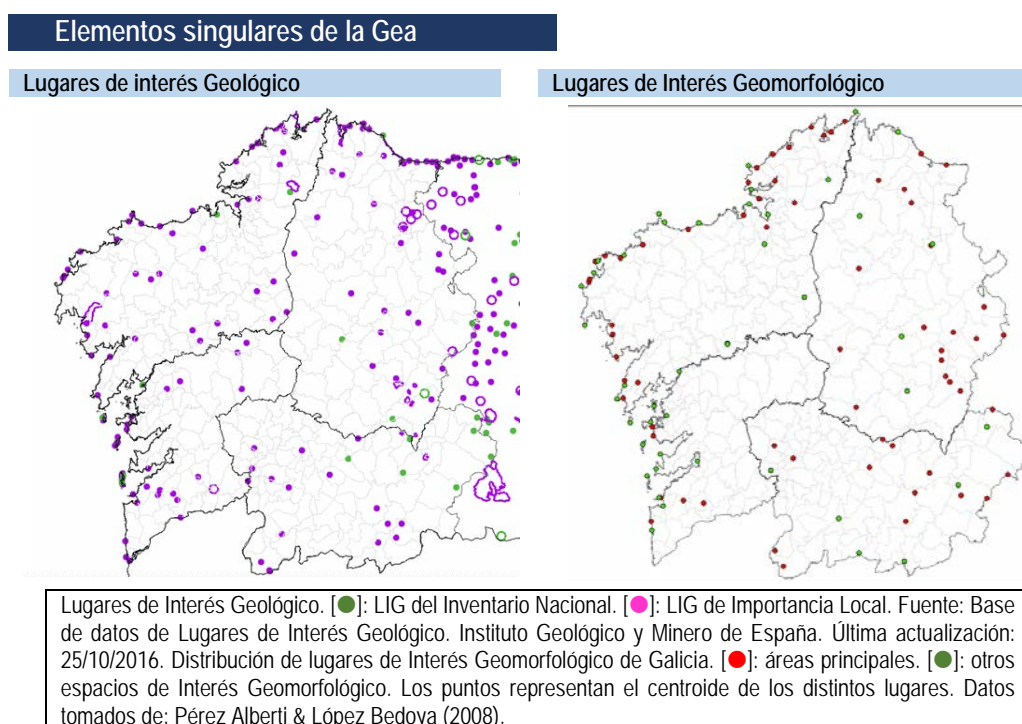 Elementos singulares de la Gea
Lugares de interés Geológico
Lugares de Interés Geomorfológico
Lugares de Interés Geológico. [●]: LIG del Inventario Nacional. [●]: LIG de Importancia Local. Fuente: Base
de datos de Lugares de Interés Geológico. Instituto Geológico y Minero de España. Última actualización:
25/10/2016. Distribución de lugares de Interés Geomorfológico de Galicia. [●]: áreas principales. [●]: otros
espacios de Interés Geomorfológico. Los puntos representan el centroide de los distintos lugares. Datos
tomados de: Pérez Alberti & López Bedoya (2008).